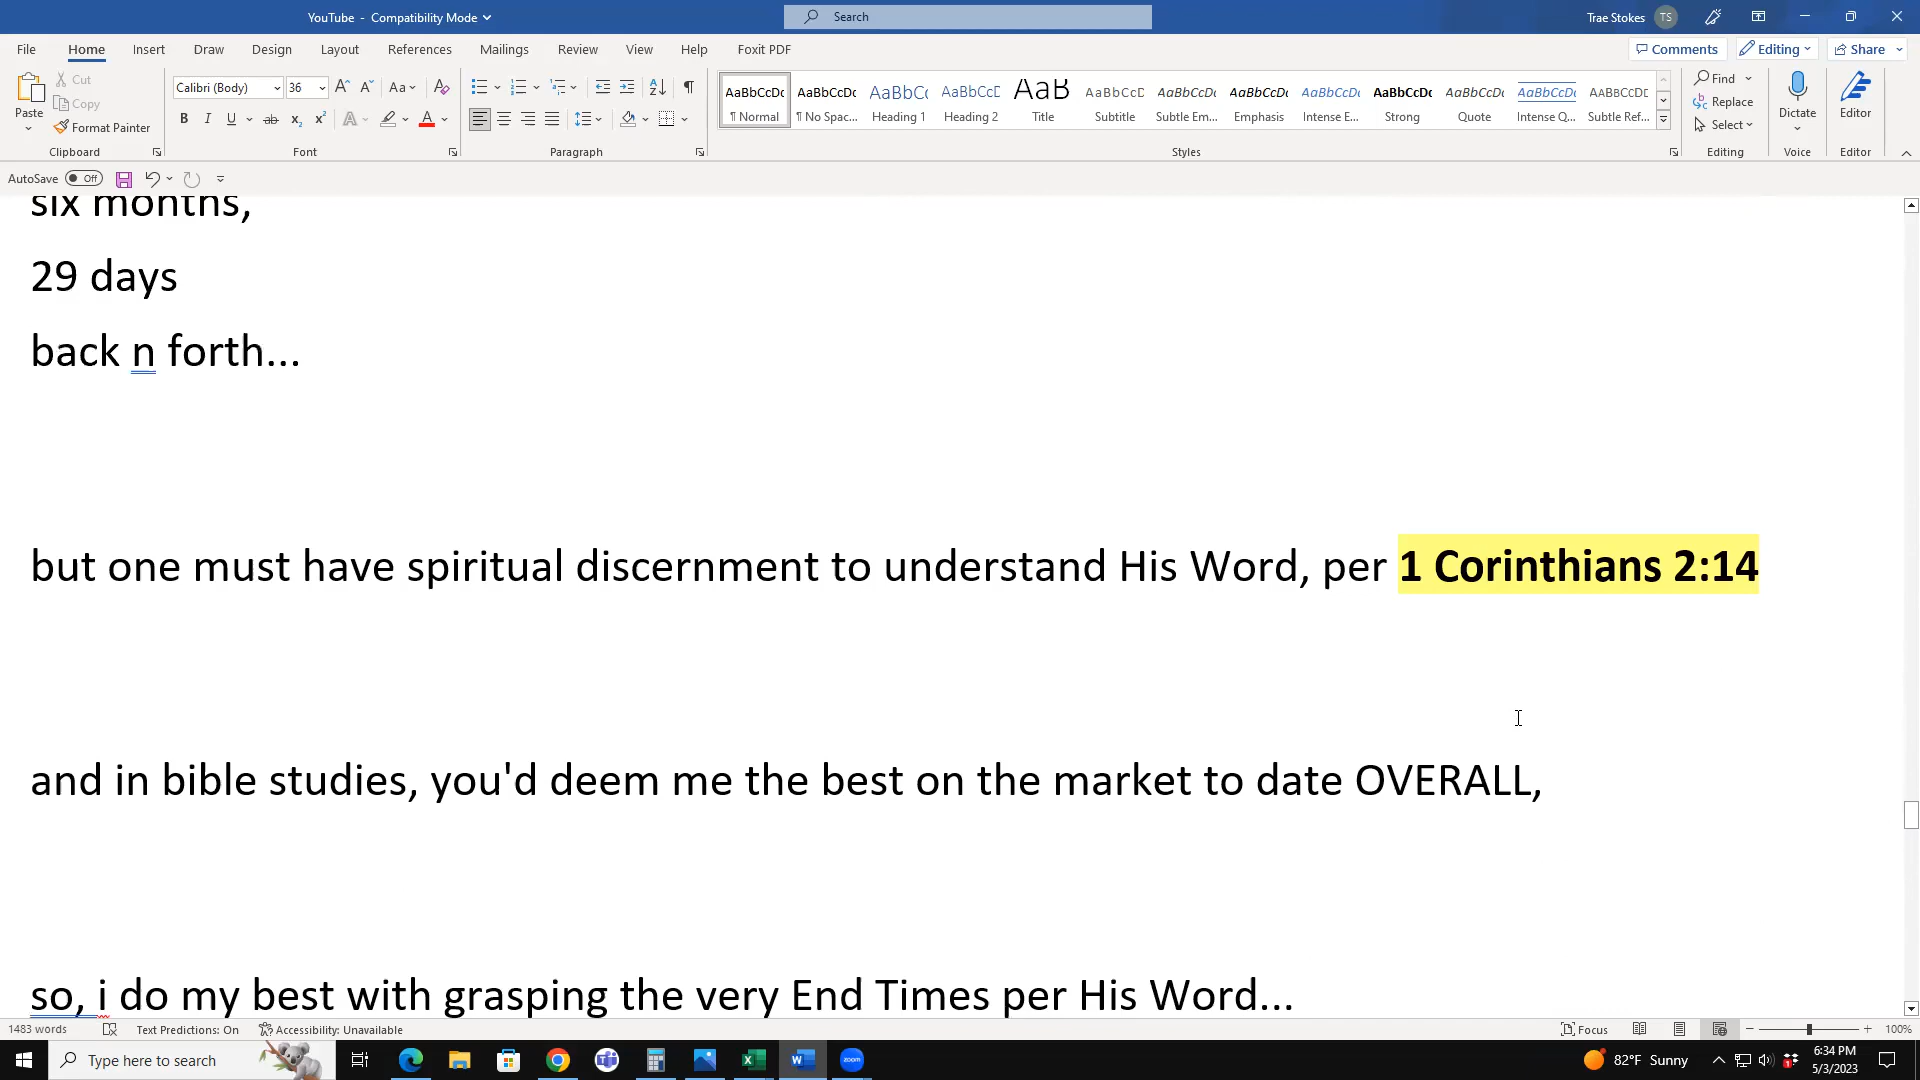 YouTube - Compatibility Mode
Search
Trae Stokes
TS
File Home Insert Draw Design Layout References Mailings Review View Help Foxit PDF
Comments
Editing
Share
Paste
Cut
Copy
Format Painter
Clipboard
Calibri (Body)
36
Font
Paragraph
AaBbCcDc
¶ Normal
AaBbCcDc
¶ No Spac...
AaBbCc
Heading 1
AaBbCcE
Heading 2
AaB
Title
AaBbCcD
Subtitle
AaBbCcDc
Subtle Em...
AaBbCcDc
Emphasis
AaBbCcDc
Intense E...
AaBbCcDc
Strong
AaBbCcDc
Quote
AaBbCcDc
Intense Q...
AABBCCDE
Subtle Ref...
Styles
Find
Replace
Select
Editing
Dictate
Voice
Editor
Editor
AutoSave Off
six months,
29 days
back n forth...
but one must have spiritual discernment to understand His Word, per 1 Corinthians 2:14
and in bible studies, you'd deem me the best on the market to date OVERALL,
so, i do my best with grasping the very End Times per His Word...
1483 words
Text Predictions: On
Accessibility: Unavailable
Focus
100%
Type here to search
zoom
82°F Sunny
6:34 PM
5/3/2023